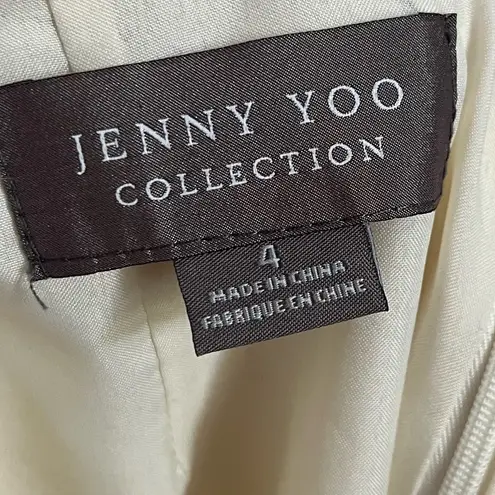 JENNY YOO
COLLECTION
4
MADE IN CHINA
FABRIQUE EN CHINE